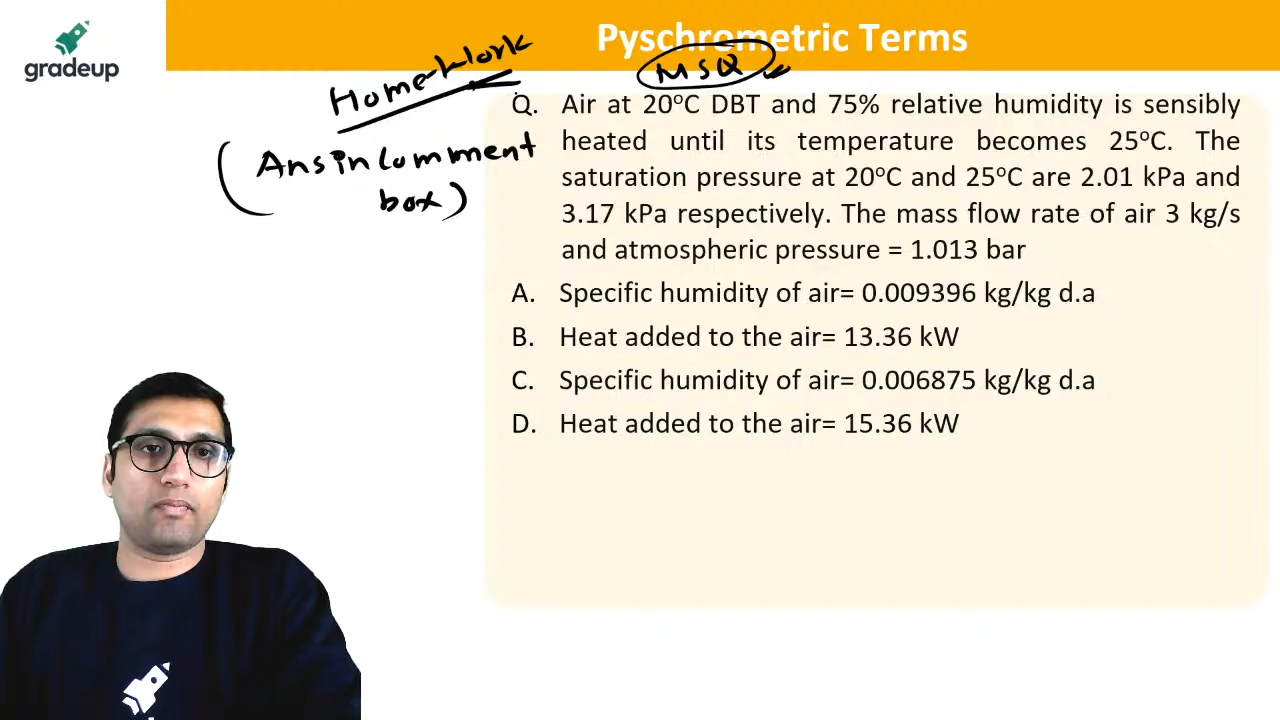 gradeup
Pyschrometric Terms
Home-Work
MSQ
(Ans in Comment
box)
Q. Air at 20°C DBT and 75% relative humidity is sensibly
heated until its temperature becomes 25°C. The
saturation pressure at 20°C and 25°C are 2.01 kPa and
3.17 kPa respectively. The mass flow rate of air 3 kg/s
and atmospheric pressure = 1.013 bar
A. Specific humidity of air= 0.009396 kg/kg d.a
B. Heat added to the air= 13.36 kW
C. Specific humidity of air= 0.006875 kg/kg d.a
D. Heat added to the air= 15.36 kW